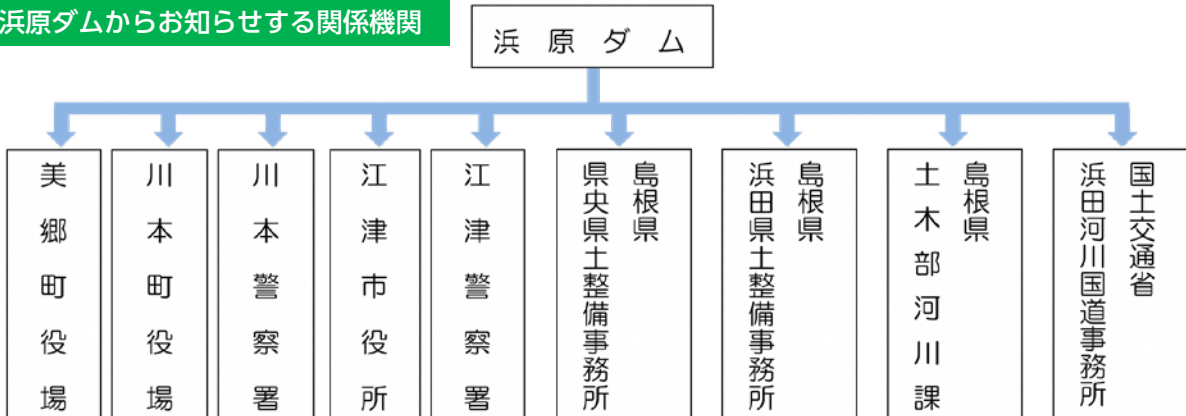 浜原ダムからお知らせする関係機関
浜原ダム
美郷町役場
川本町役場
川本警察署
江津市役所
江津警察署
島根県
県央県土整備事務所
島根県
浜田県土整備事務所
島根県
土木部河川課
国土交通省
浜田河川国道事務所